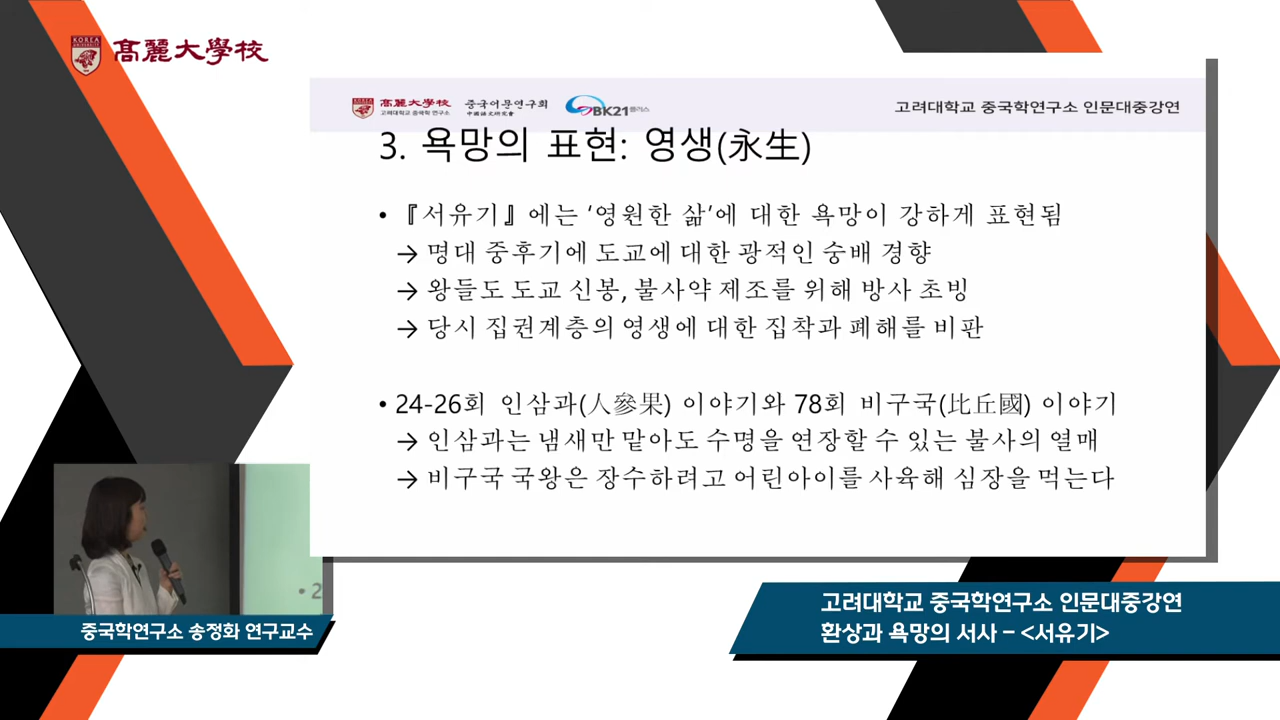 KOREA
UNIVERSITY
高麗大學校
高麗大學校
고려대학교 중국학 연구소
중국어문연구회
中國語文硏究會
BK21플러스
고려대학교 중국학연구소 인문대중강연
3. 욕망의 표현: 영생(永生)
• 『서유기』에는 ‘영원한 삶’에 대한 욕망이 강하게 표현됨
→ 명대 중후기에 도교에 대한 광적인 숭배 경향
→ 왕들도 도교 신봉, 불사약 제조를 위해 방사 초빙
→ 당시 집권계층의 영생에 대한 집착과 폐해를 비판
• 24-26회 인삼과(人參果) 이야기와 78회 비구국(比丘國) 이야기
→ 인삼과는 냄새만 맡아도 수명을 연장할 수 있는 불사의 열매
→ 비구국 국왕은 장수하려고 어린아이를 사육해 심장을 먹는다
• 2
중국학연구소 송정화 연구교수
고려대학교 중국학연구소 인문대중강연
환상과 욕망의 서사 – <서유기>